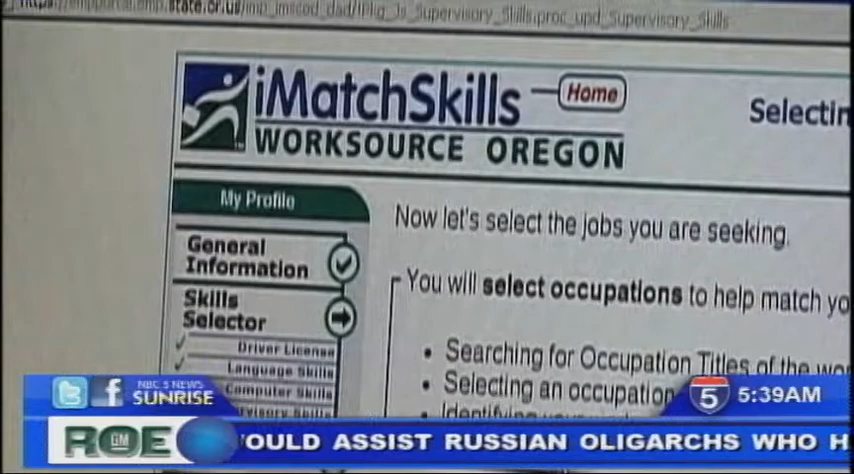 iMatchSkills
Home
Selectin
WORKSOURCE OREGON
My Profile
Now let's select the jobs you are seeking.
General
Information
You will select occupations to help match yo
Skills
Selector
Driver License
Searching for Occupation Titles of the wor
Language Skills
Selecting an occupation
Computer Skills
NBC 5 NEWS
SUNRISE
5
5:39AM
ROE
GM
OULD ASSIST RUSSIAN OLIGARCHS WHO H